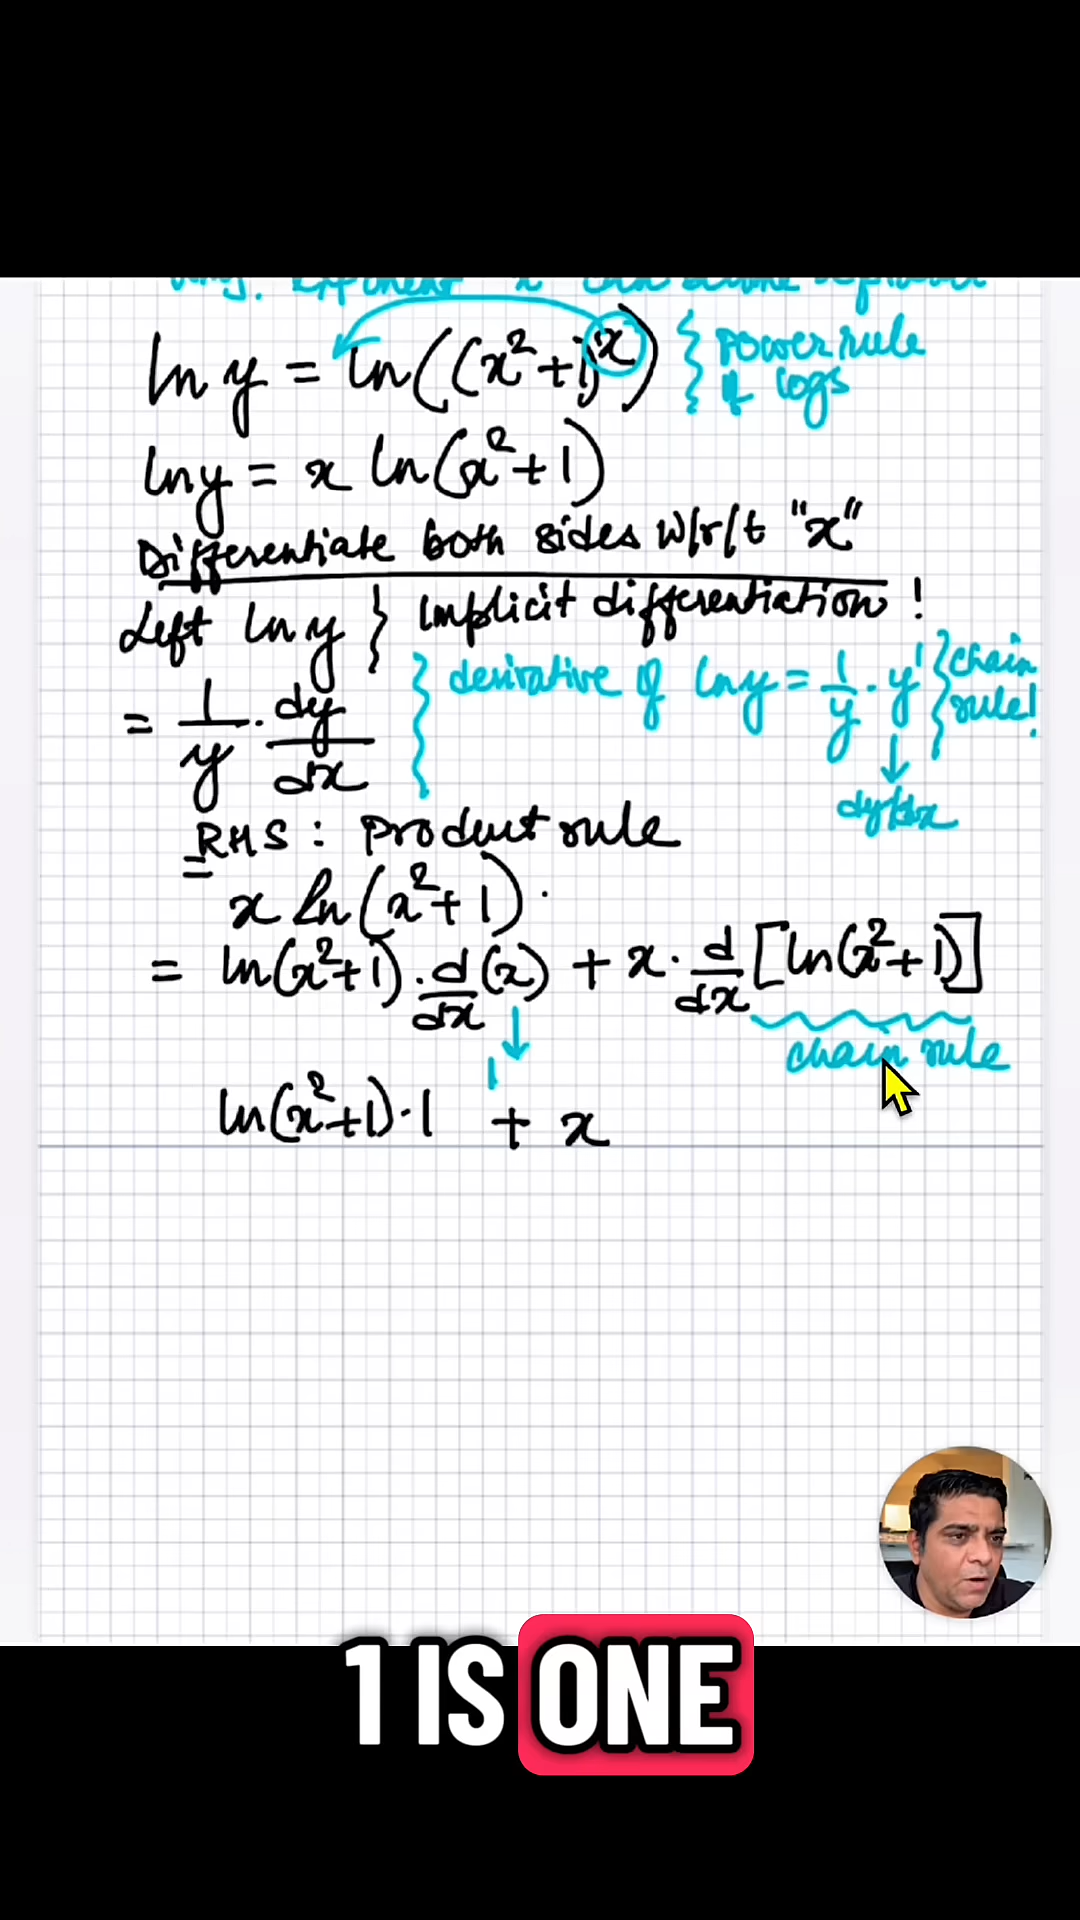 exponent "x"
ln y = ln((x²+1)^x) } power rule of logs
ln y = x ln(x²+1)
Differentiate both sides w/r/t "x"
Left ln y } Implicit differentiation!
= 1/y · dy/dx } derivative of ln y = 1/y · y' } chain rule!
dy/dx
RHS : product rule
x ln(x²+1) ·
= ln(x²+1) · d/dx (x) + x · d/dx [ln(x²+1)]
1
chain rule
ln(x²+1) · 1 + x
1 IS ONE